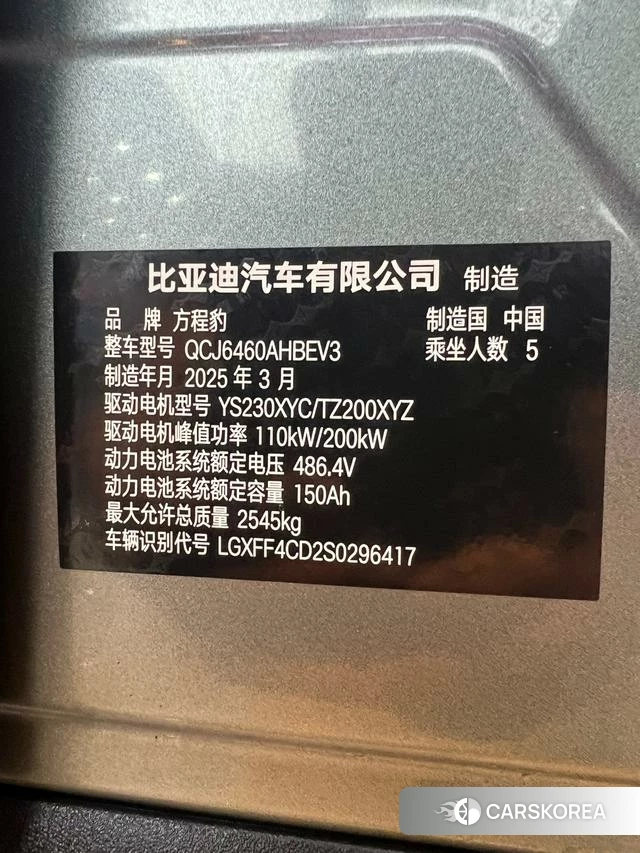 比亚迪汽车有限公司 制造
品 牌 方程豹 制造国 中国
整车型号 QCJ6460AHBEV3 乘坐人数 5
制造年月 2025 年 3 月
驱动电机型号 YS230XYC/TZ200XYZ
驱动电机峰值功率 110kW/200kW
动力电池系统额定电压 486.4V
动力电池系统额定容量 150Ah
最大允许总质量 2545kg
车辆识别代号 LGXFF4CD2S0296417
CARSKOREA